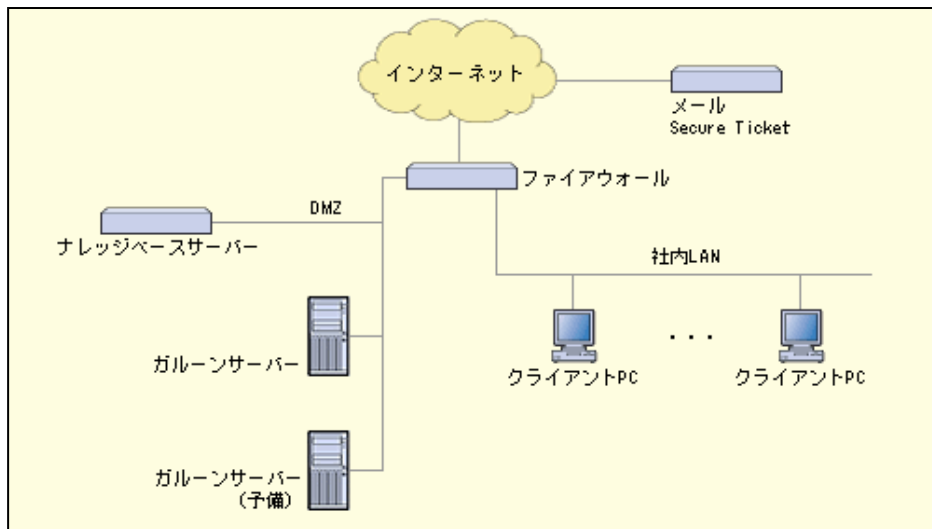 インターネット
メール
Secure Ticket
ファイアウォール
DMZ
ナレッジベースサーバー
社内LAN
ガルーンサーバー
・・・
クライアントPC
クライアントPC
ガルーンサーバー
(予備)